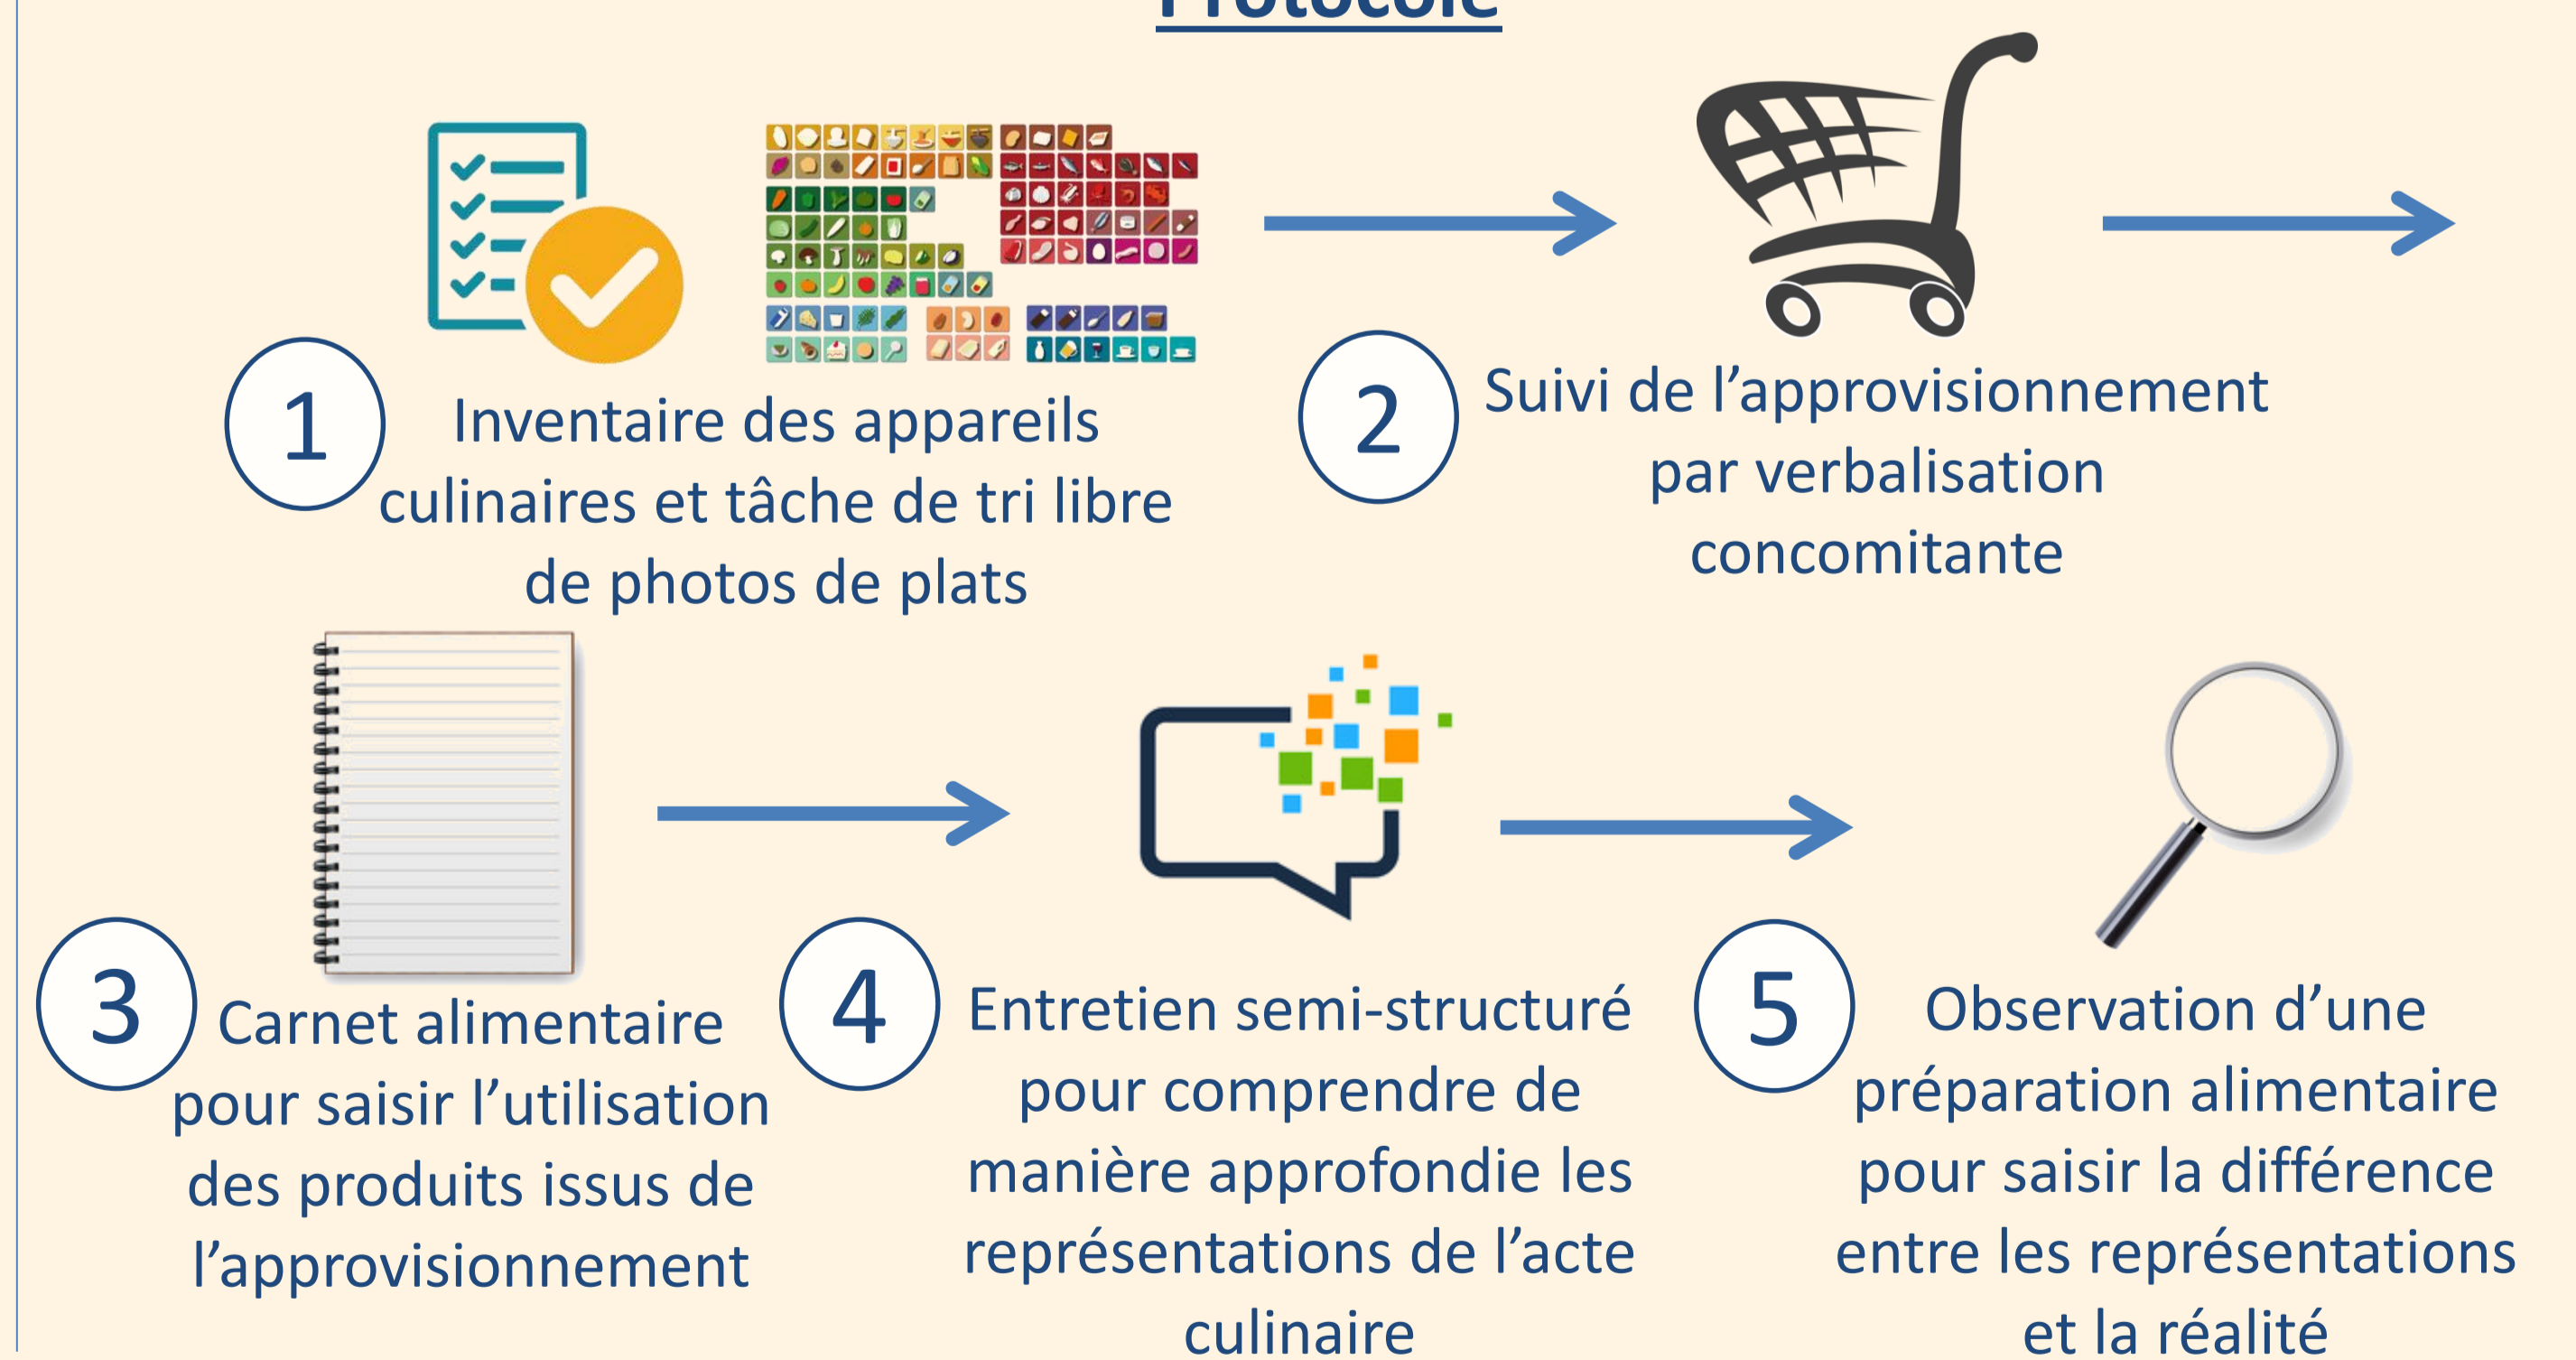 Protocole
1
Inventaire des appareils
culinaires et tâche de tri libre
de photos de plats
2
Suivi de l’approvisionnement
par verbalisation
concomitante
3
Carnet alimentaire
pour saisir l’utilisation
des produits issus de
l’approvisionnement
4
Entretien semi-structuré
pour comprendre de
manière approfondie les
représentations de l’acte
culinaire
5
Observation d’une
préparation alimentaire
pour saisir la différence
entre les représentations
et la réalité